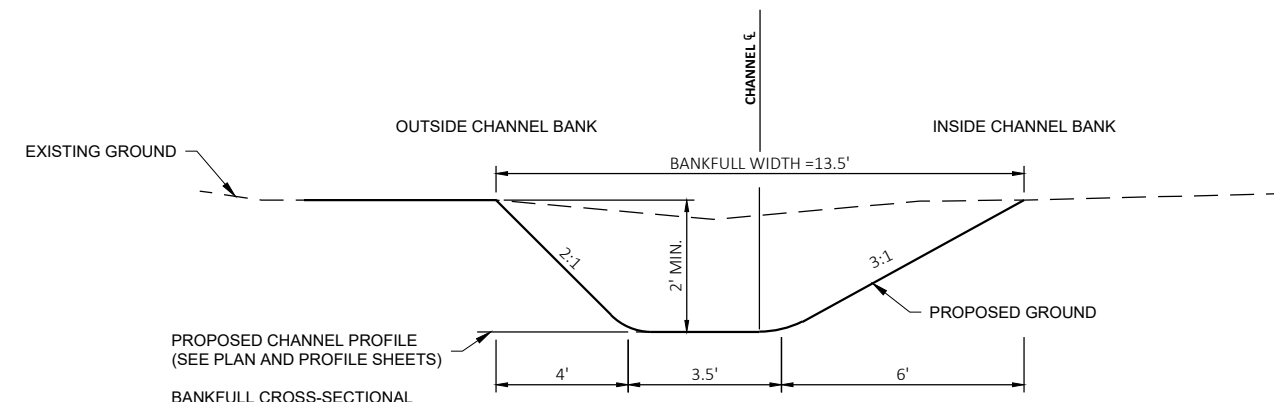 CHANNEL ℄
OUTSIDE CHANNEL BANK
INSIDE CHANNEL BANK
EXISTING GROUND
BANKFULL WIDTH =13.5'
2:1
2' MIN.
3:1
PROPOSED GROUND
PROPOSED CHANNEL PROFILE
(SEE PLAN AND PROFILE SHEETS)
4'
3.5'
6'
BANKFULL CROSS-SECTIONAL